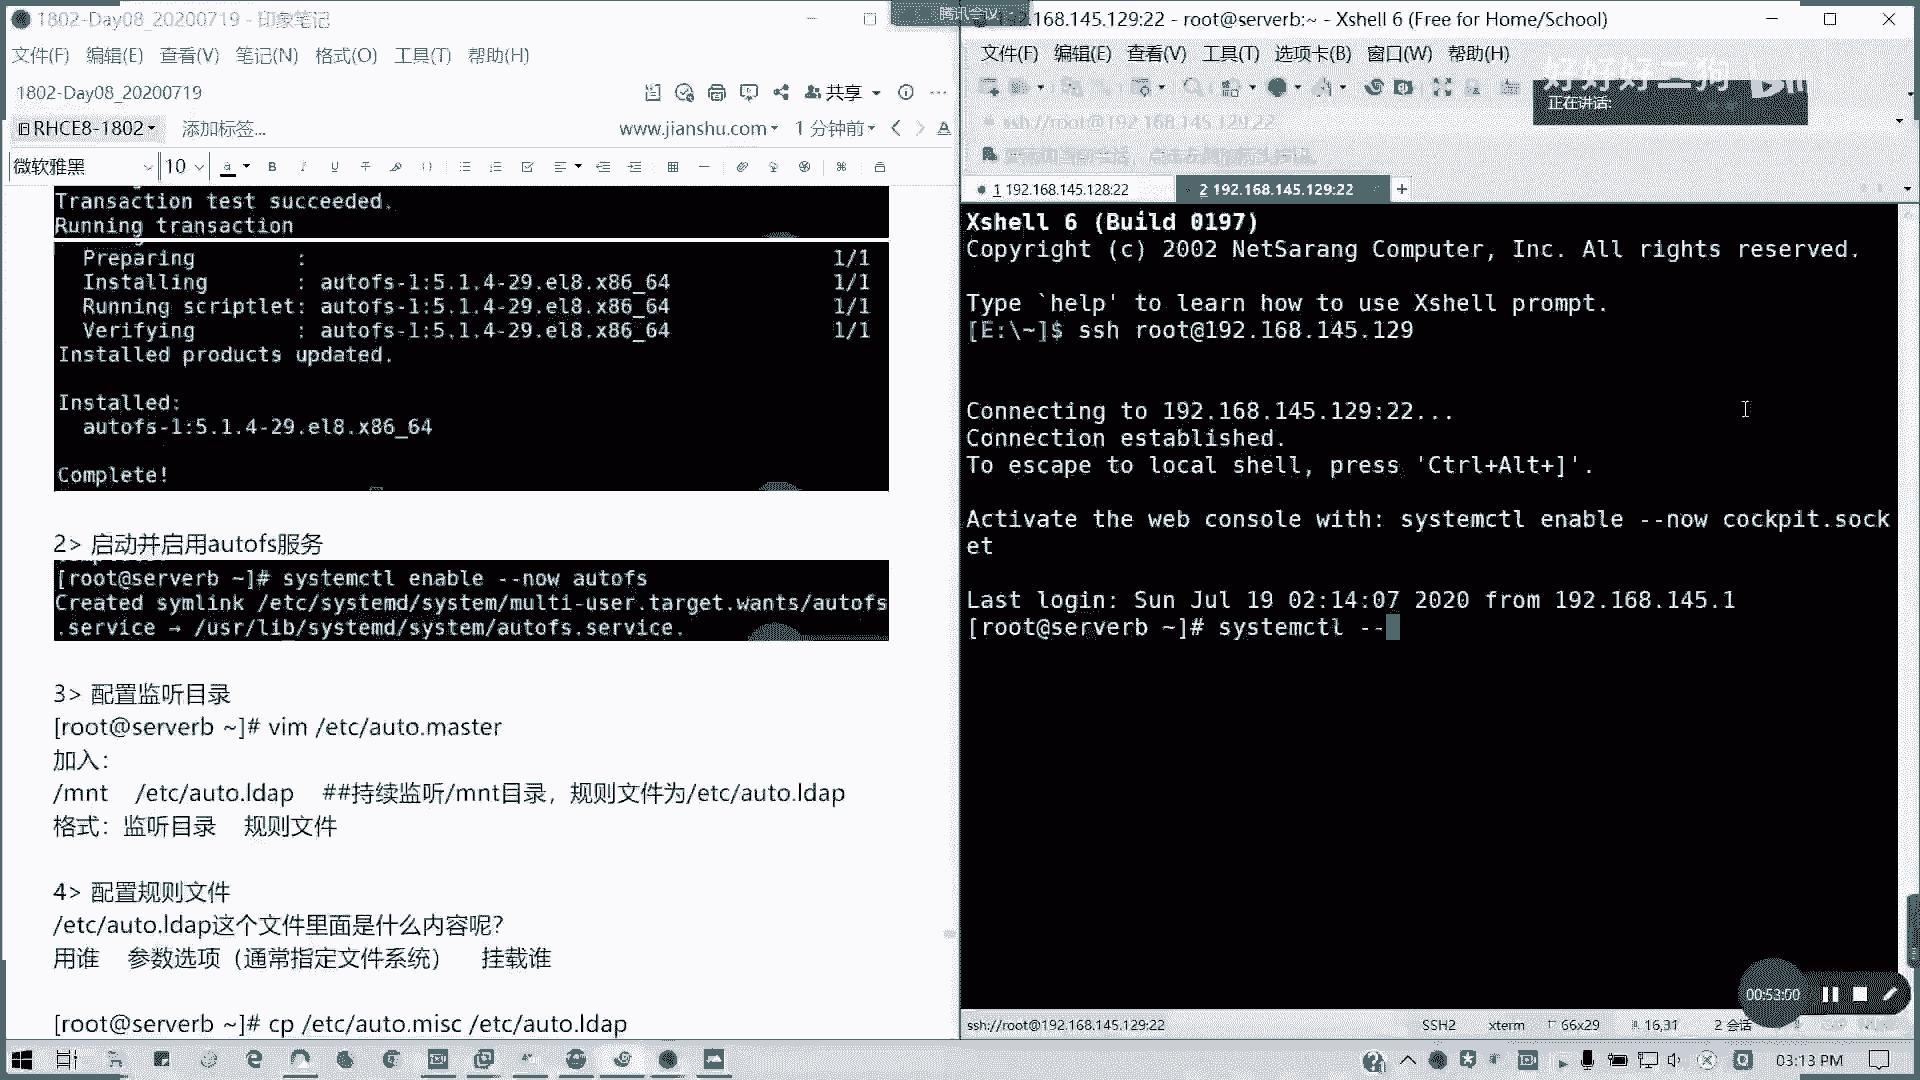 1802-Day08_20200719 - 印象笔记
文件(F) 编辑(E) 查看(V) 笔记(N) 格式(O) 工具(T) 帮助(H)
1802-Day08_20200719
共享
RHCE8-1802
添加标签...
www.jianshu.com
1 分钟前
微软雅黑
10
Transaction test succeeded.
Running transaction
Preparing : 1/1
Installing : autofs-1:5.1.4-29.el8.x86_64 1/1
Running scriptlet: autofs-1:5.1.4-29.el8.x86_64 1/1
Verifying : autofs-1:5.1.4-29.el8.x86_64 1/1
Installed products updated.
Installed:
autofs-1:5.1.4-29.el8.x86_64
Complete!
2> 启动并启用autofs服务
[root@serverb ~]# systemctl enable --now autofs
Created symlink /etc/systemd/system/multi-user.target.wants/autofs
.service → /usr/lib/systemd/system/autofs.service.
3> 配置监听目录
[root@serverb ~]# vim /etc/auto.master
加入：
/mnt /etc/auto.ldap ##持续监听/mnt目录，规则文件为/etc/auto.ldap
格式：监听目录 规则文件
4> 配置规则文件
/etc/auto.ldap这个文件里面是什么内容呢？
用谁 参数选项（通常指定文件系统） 挂载谁
[root@serverb ~]# cp /etc/auto.misc /etc/auto.ldap
腾讯会议
.168.145.129:22 - root@serverb:~ - Xshell 6 (Free for Home/School)
文件(F) 编辑(E) 查看(V) 工具(T) 选项卡(B) 窗口(W) 帮助(H)
好好好二狗
正在讲话:
ssh://root@192.168.145.129:22
1 192.168.145.128:22
2 192.168.145.129:22
Xshell 6 (Build 0197)
Copyright (c) 2002 NetSarang Computer, Inc. All rights reserved.
Type `help' to learn how to use Xshell prompt.
[E:\~]$ ssh root@192.168.145.129
Connecting to 192.168.145.129:22...
Connection established.
To escape to local shell, press 'Ctrl+Alt+]'.
Activate the web console with: systemctl enable --now cockpit.sock
et
Last login: Sun Jul 19 02:14:07 2020 from 192.168.145.1
[root@serverb ~]# systemctl --
00:53:00
ssh://root@192.168.145.129:22
SSH2
xterm
66x29
16,31
2 会话
03:13 PM